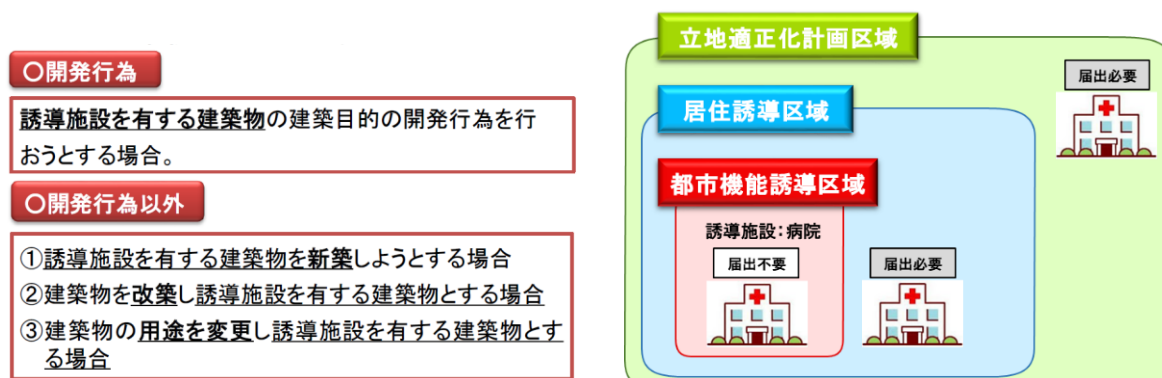 〇開発行為
誘導施設を有する建築物の建築目的の開発行為を行
おうとする場合。
〇開発行為以外
①誘導施設を有する建築物を新築しようとする場合
②建築物を改築し誘導施設を有する建築物とする場合
③建築物の用途を変更し誘導施設を有する建築物とす
る場合
立地適正化計画区域
届出必要
居住誘導区域
都市機能誘導区域
誘導施設：病院
届出不要
届出必要